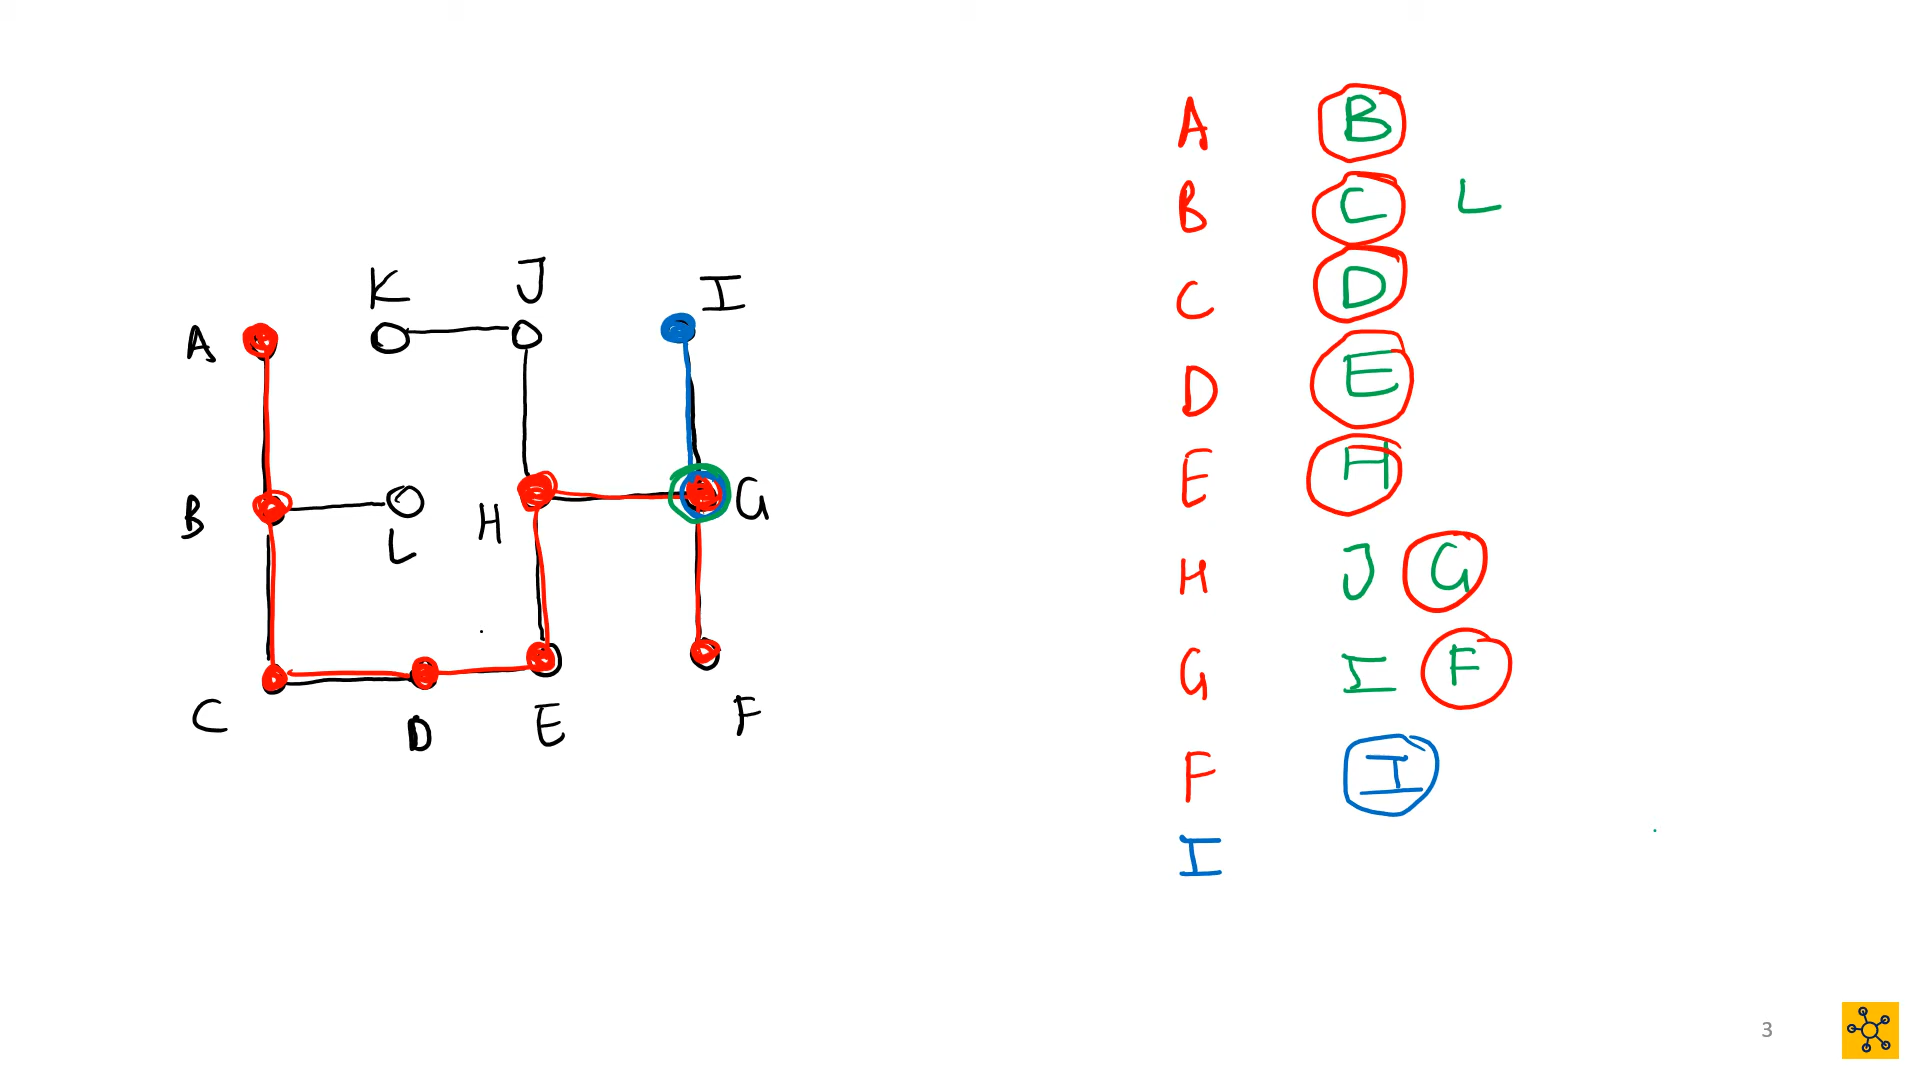 K J I
A
B L H G
C D E F
A B
B C L
C D
D E
E H
H J G
G I F
F I
I
3